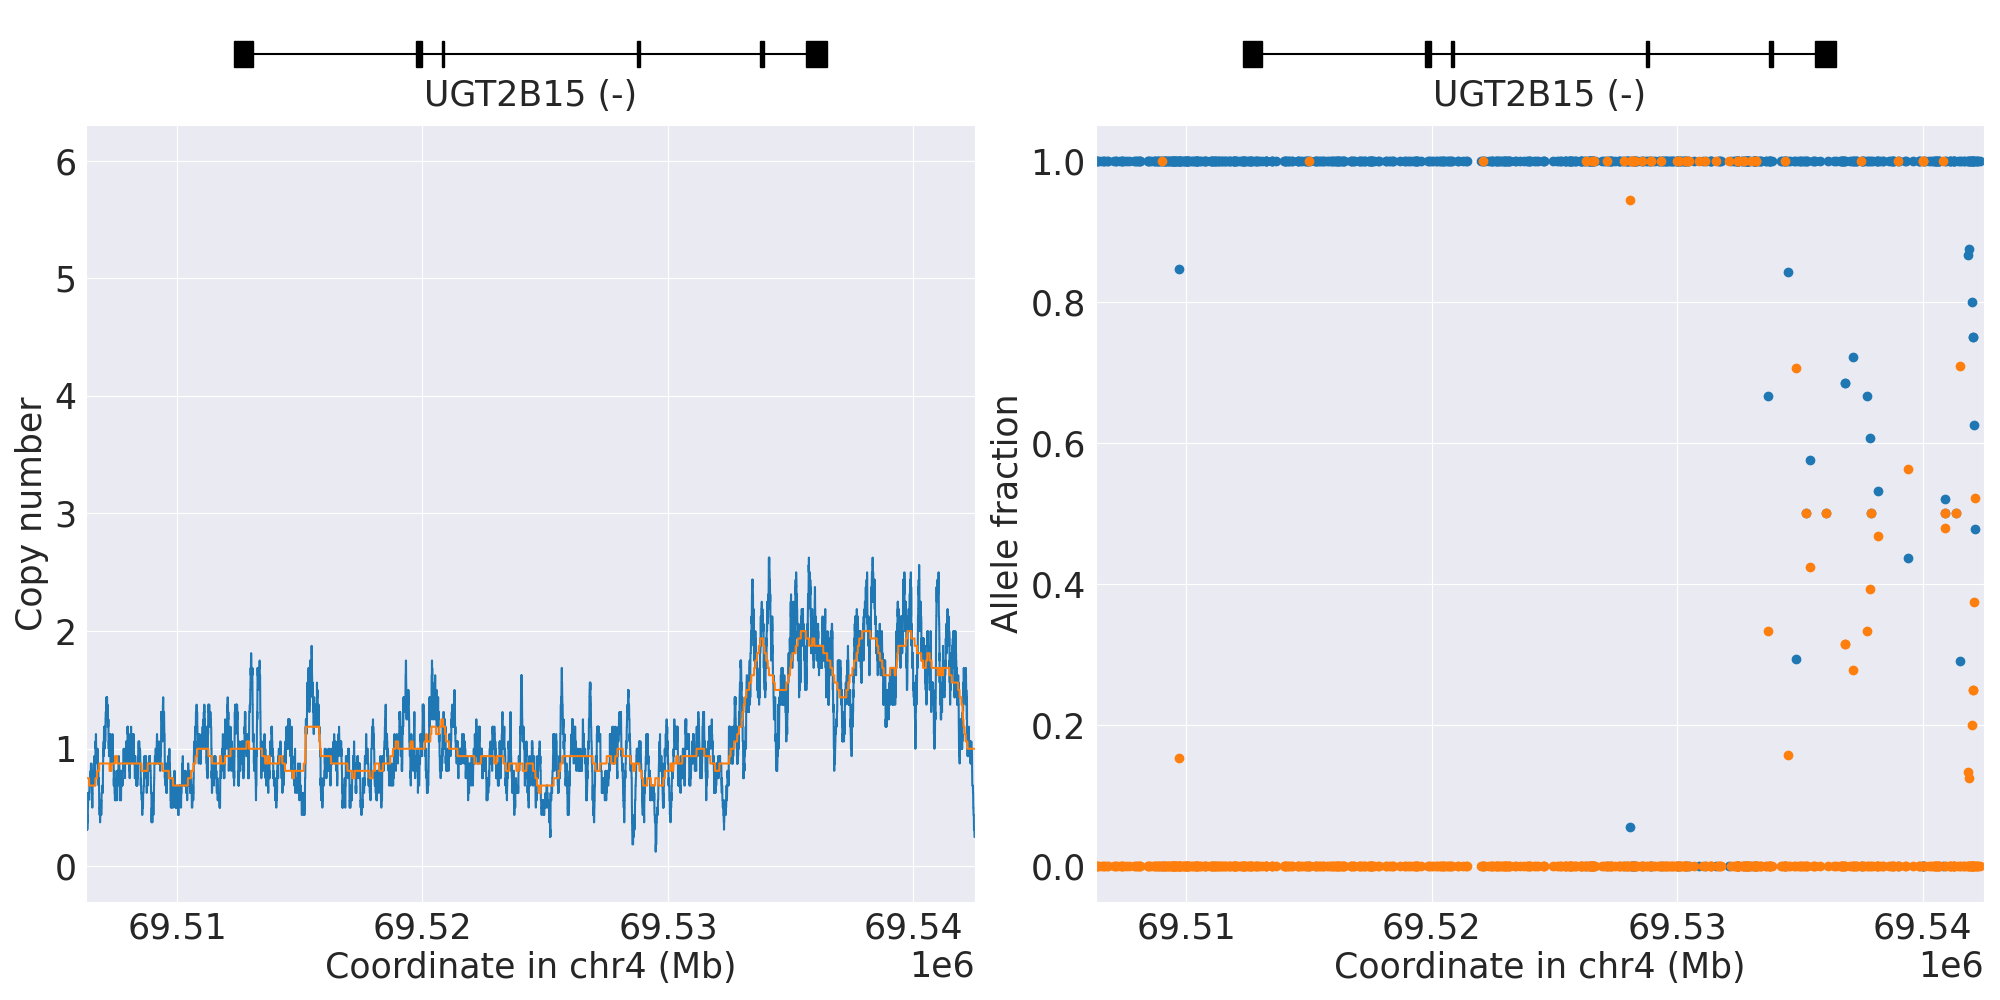 UGT2B15 (-)
6
5
4
3
2
1
0
Copy number
69.51 69.52 69.53 69.54
Coordinate in chr4 (Mb)
1e6
UGT2B15 (-)
1.0
0.8
0.6
0.4
0.2
0.0
Allele fraction
69.51 69.52 69.53 69.54
Coordinate in chr4 (Mb)
1e6